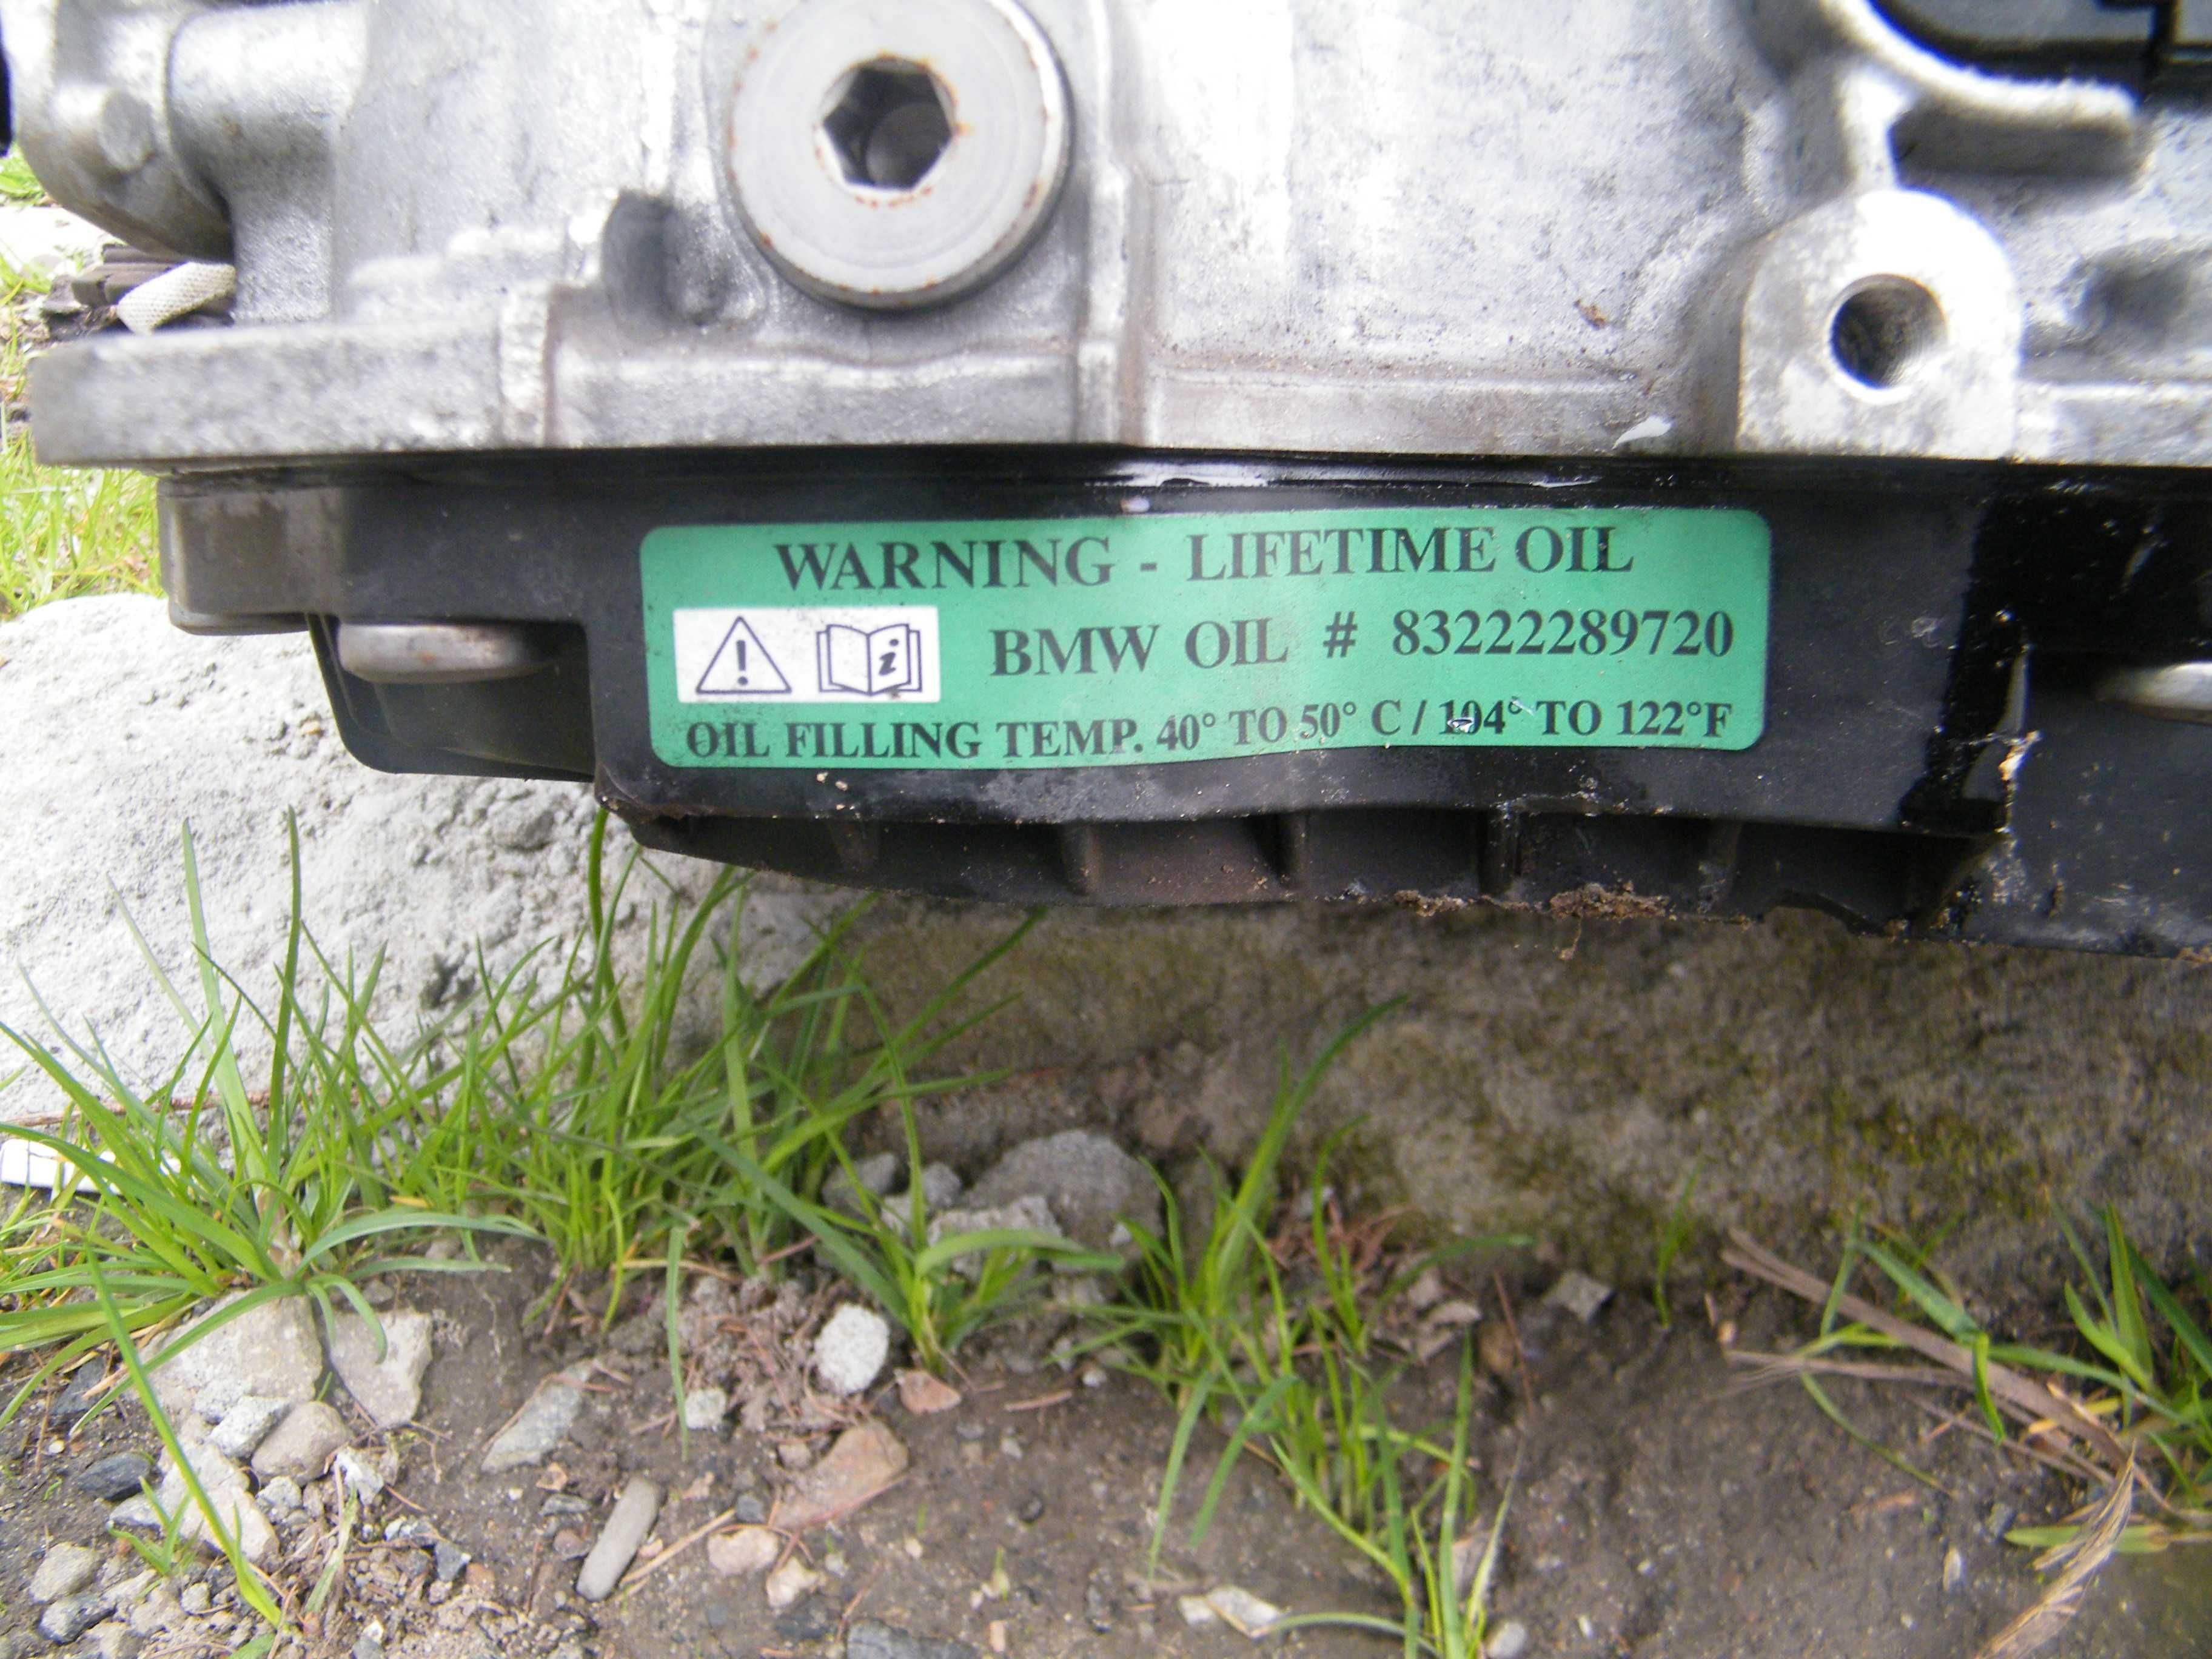 WARNING - LIFETIME OIL
BMW OIL # 83222289720
OIL FILLING TEMP. 40° TO 50° C / 104° TO 122°F